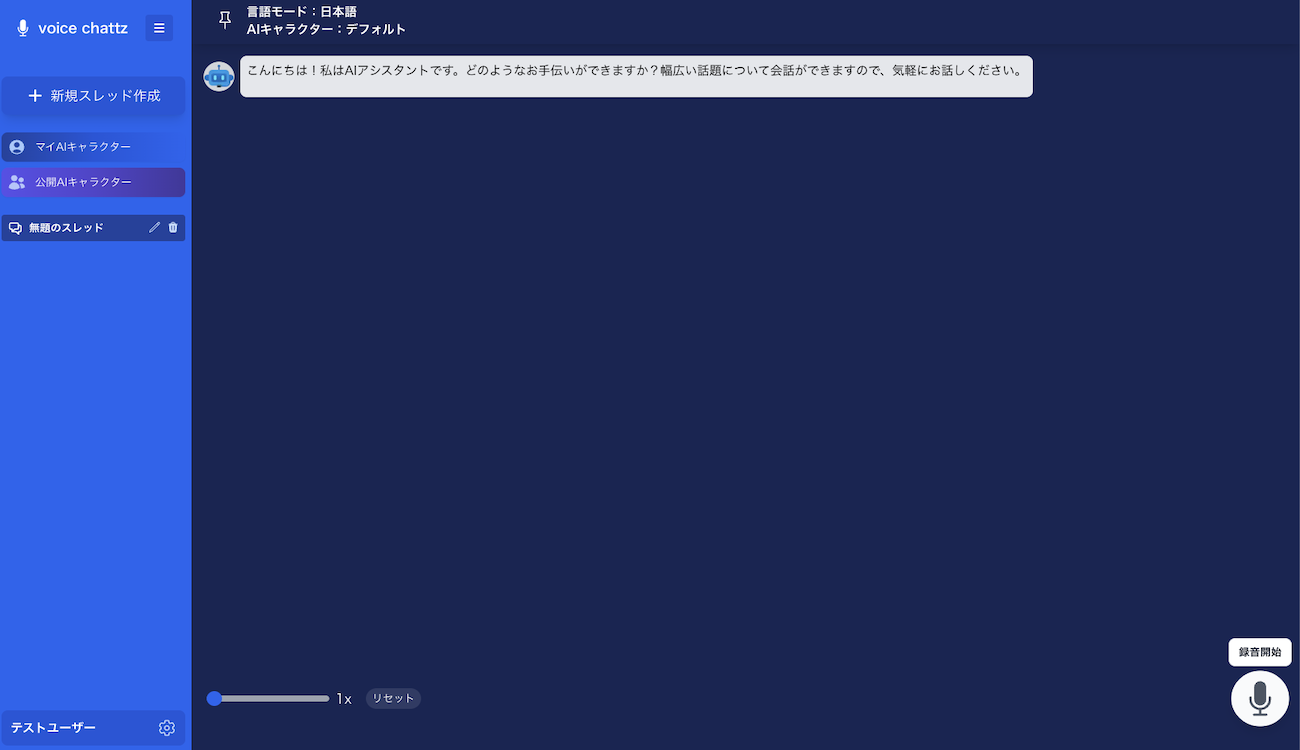 voice chattz
新規スレッド作成
マイAIキャラクター
公開AIキャラクター
無題のスレッド
テストユーザー
言語モード：日本語
AIキャラクター：デフォルト
こんにちは！私はAIアシスタントです。どのようなお手伝いができますか？幅広い話題について会話ができますので、気軽にお話しください。
1x
リセット
録音開始